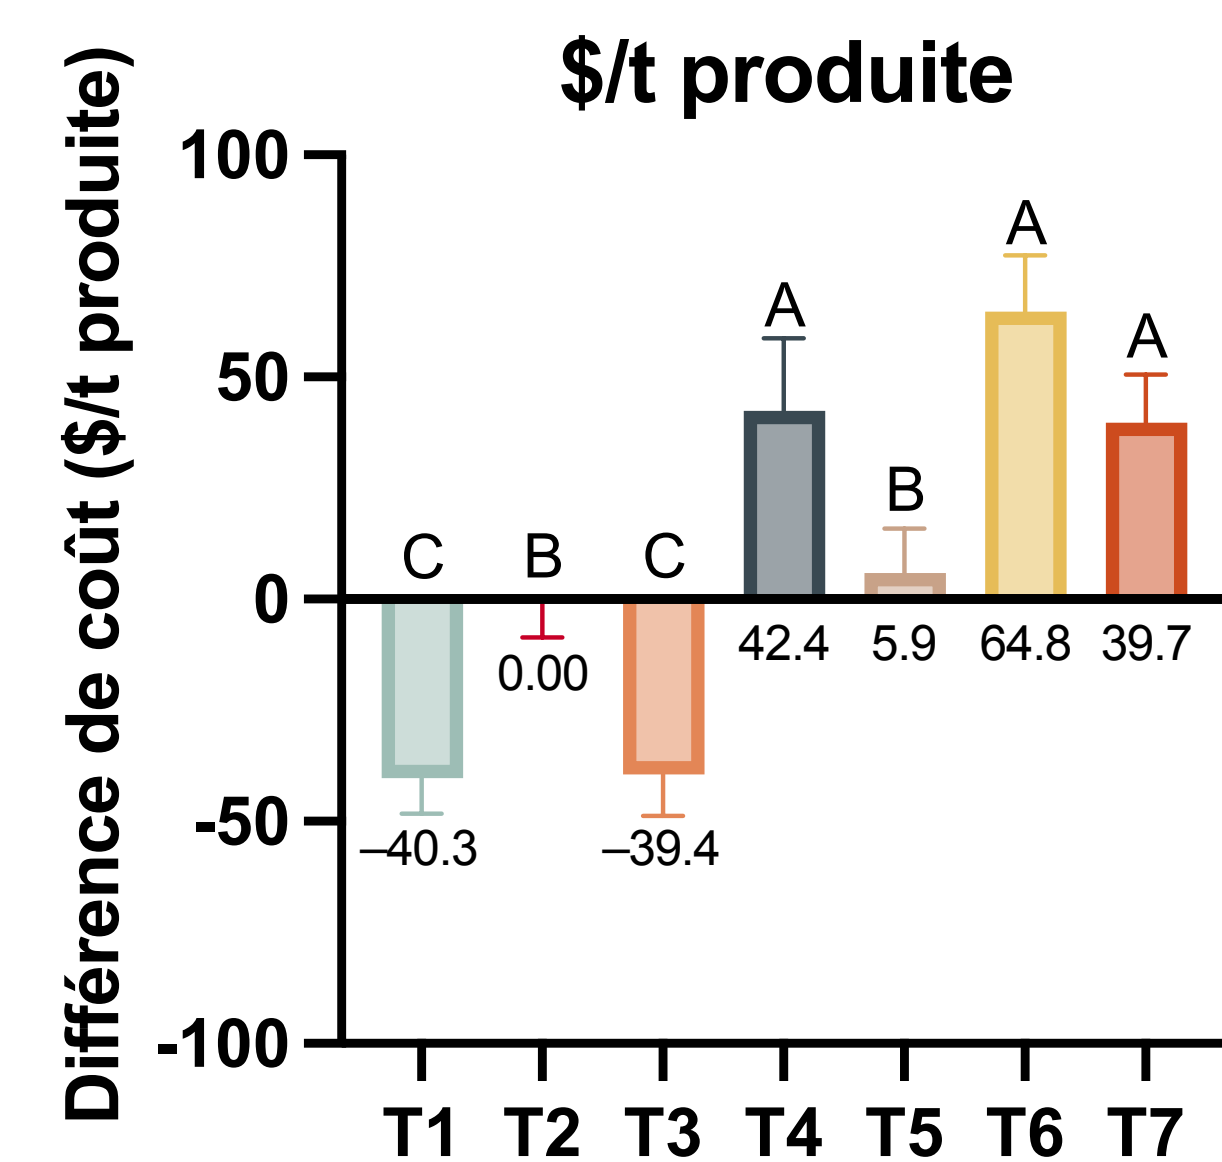 $/t produite
Différence de coût ($/t produite)
100
50
0
-50
-100
C B C A B A A
–40.3 0.00 –39.4 42.4 5.9 64.8 39.7
T1 T2 T3 T4 T5 T6 T7